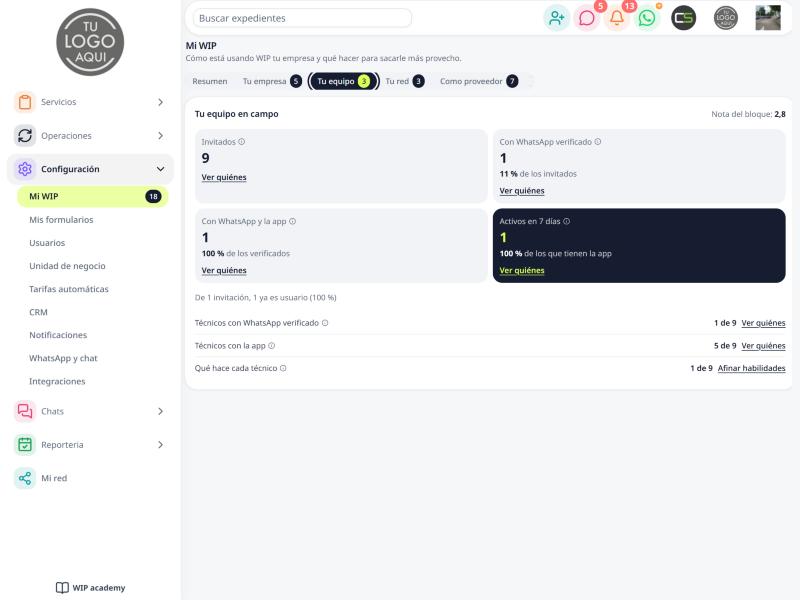 TU
LOGO
AQUI
Servicios
Operaciones
Configuración
Mi WIP 18
Mis formularios
Usuarios
Unidad de negocio
Tarifas automáticas
CRM
Notificaciones
WhatsApp y chat
Integraciones
Chats
Reporteria
Mi red
WIP academy
Buscar expedientes
5
13
CS
TU
LOGO
AQUI
Mi WIP
Cómo está usando WIP tu empresa y qué hacer para sacarle más provecho.
Resumen Tu empresa 5 Tu equipo 3 Tu red 3 Como proveedor 7
Tu equipo en campo Nota del bloque: 2,8
Invitados
9
Ver quiénes
Con WhatsApp verificado
1
11 % de los invitados
Ver quiénes
Con WhatsApp y la app
1
100 % de los verificados
Ver quiénes
Activos en 7 días
1
100 % de los que tienen la app
Ver quiénes
De 1 invitación, 1 ya es usuario (100 %)
Técnicos con WhatsApp verificado 1 de 9 Ver quiénes
Técnicos con la app 5 de 9 Ver quiénes
Qué hace cada técnico 1 de 9 Afinar habilidades